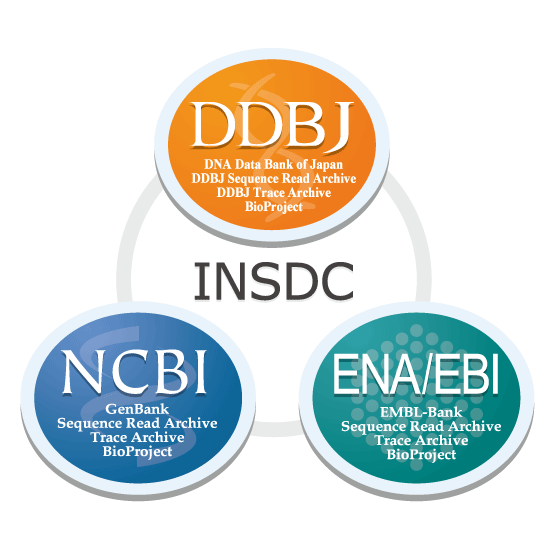 DDBJ
DNA Data Bank of Japan
DDBJ Sequence Read Archive
DDBJ Trace Archive
BioProject
INSDC
NCBI
GenBank
Sequence Read Archive
Trace Archive
BioProject
ENA/EBI
EMBL-Bank
Sequence Read Archive
Trace Archive
BioProject